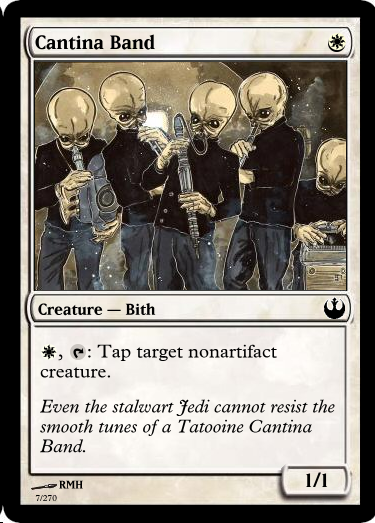 Cantina Band
Creature — Bith
: Tap target nonartifact
creature.
Even the stalwart Jedi cannot resist the
smooth tunes of a Tatooine Cantina
Band.
1/1
RMH
7/270